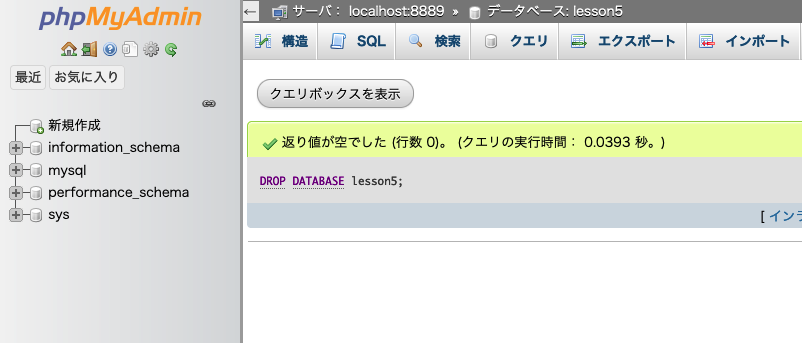 phpMyAdmin
最近 お気に入り
新規作成
information_schema
mysql
performance_schema
sys
サーバ： localhost:8889 » データベース: lesson5
構造 SQL 検索 クエリ エクスポート インポート
クエリボックスを表示
返り値が空でした (行数 0)。 (クエリの実行時間： 0.0393 秒。)
DROP DATABASE lesson5;
[ インラ